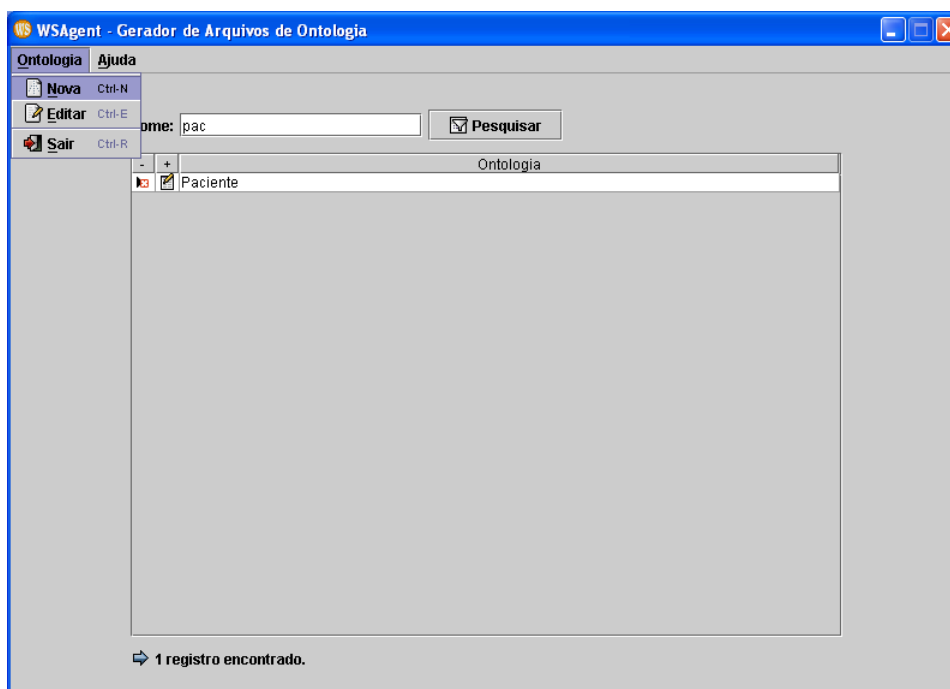 WS WSAgent - Gerador de Arquivos de Ontologia
Ontologia Ajuda
Nova Ctrl-N
Editar Ctrl-E
Sair Ctrl-R
ome: pac Pesquisar
- + Ontologia
Paciente
1 registro encontrado.